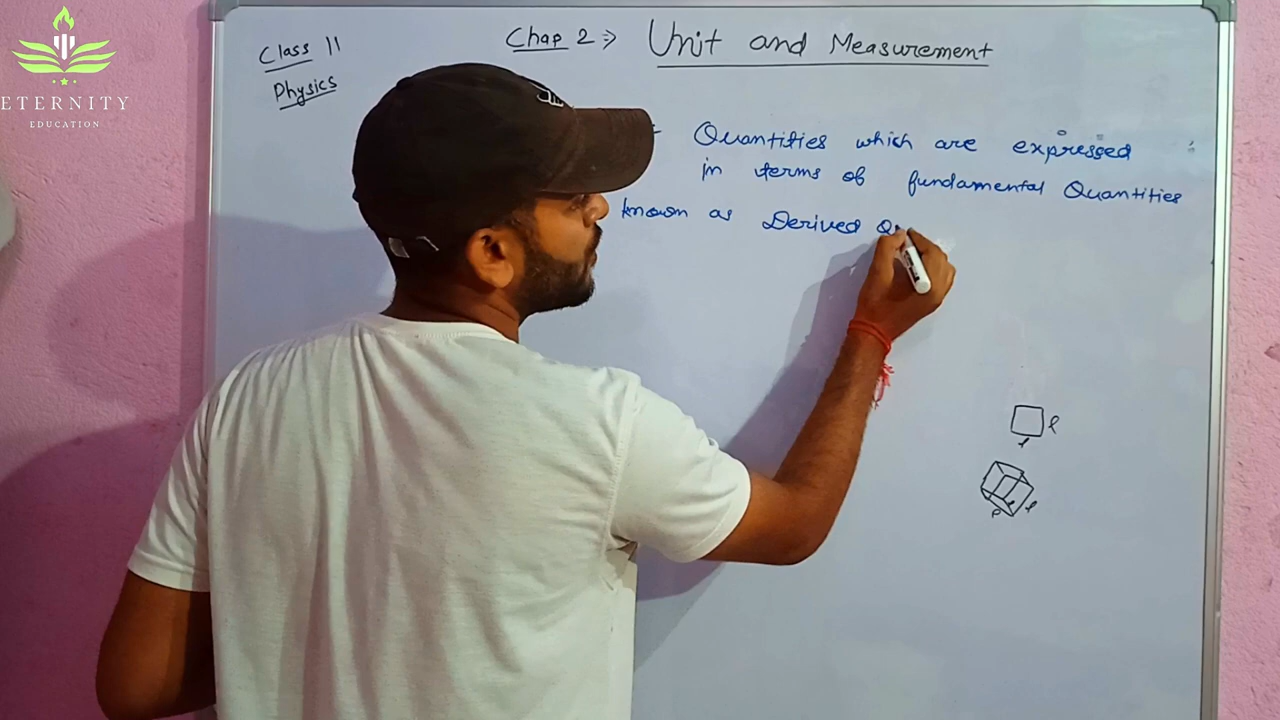 ETERNITY
EDUCATION
Class 11
Physics
Chap 2 ⇒ Unit and Measurement
Quantities which are expressed
in terms of fundamental Quantities
known as Derived
l
l
l
l